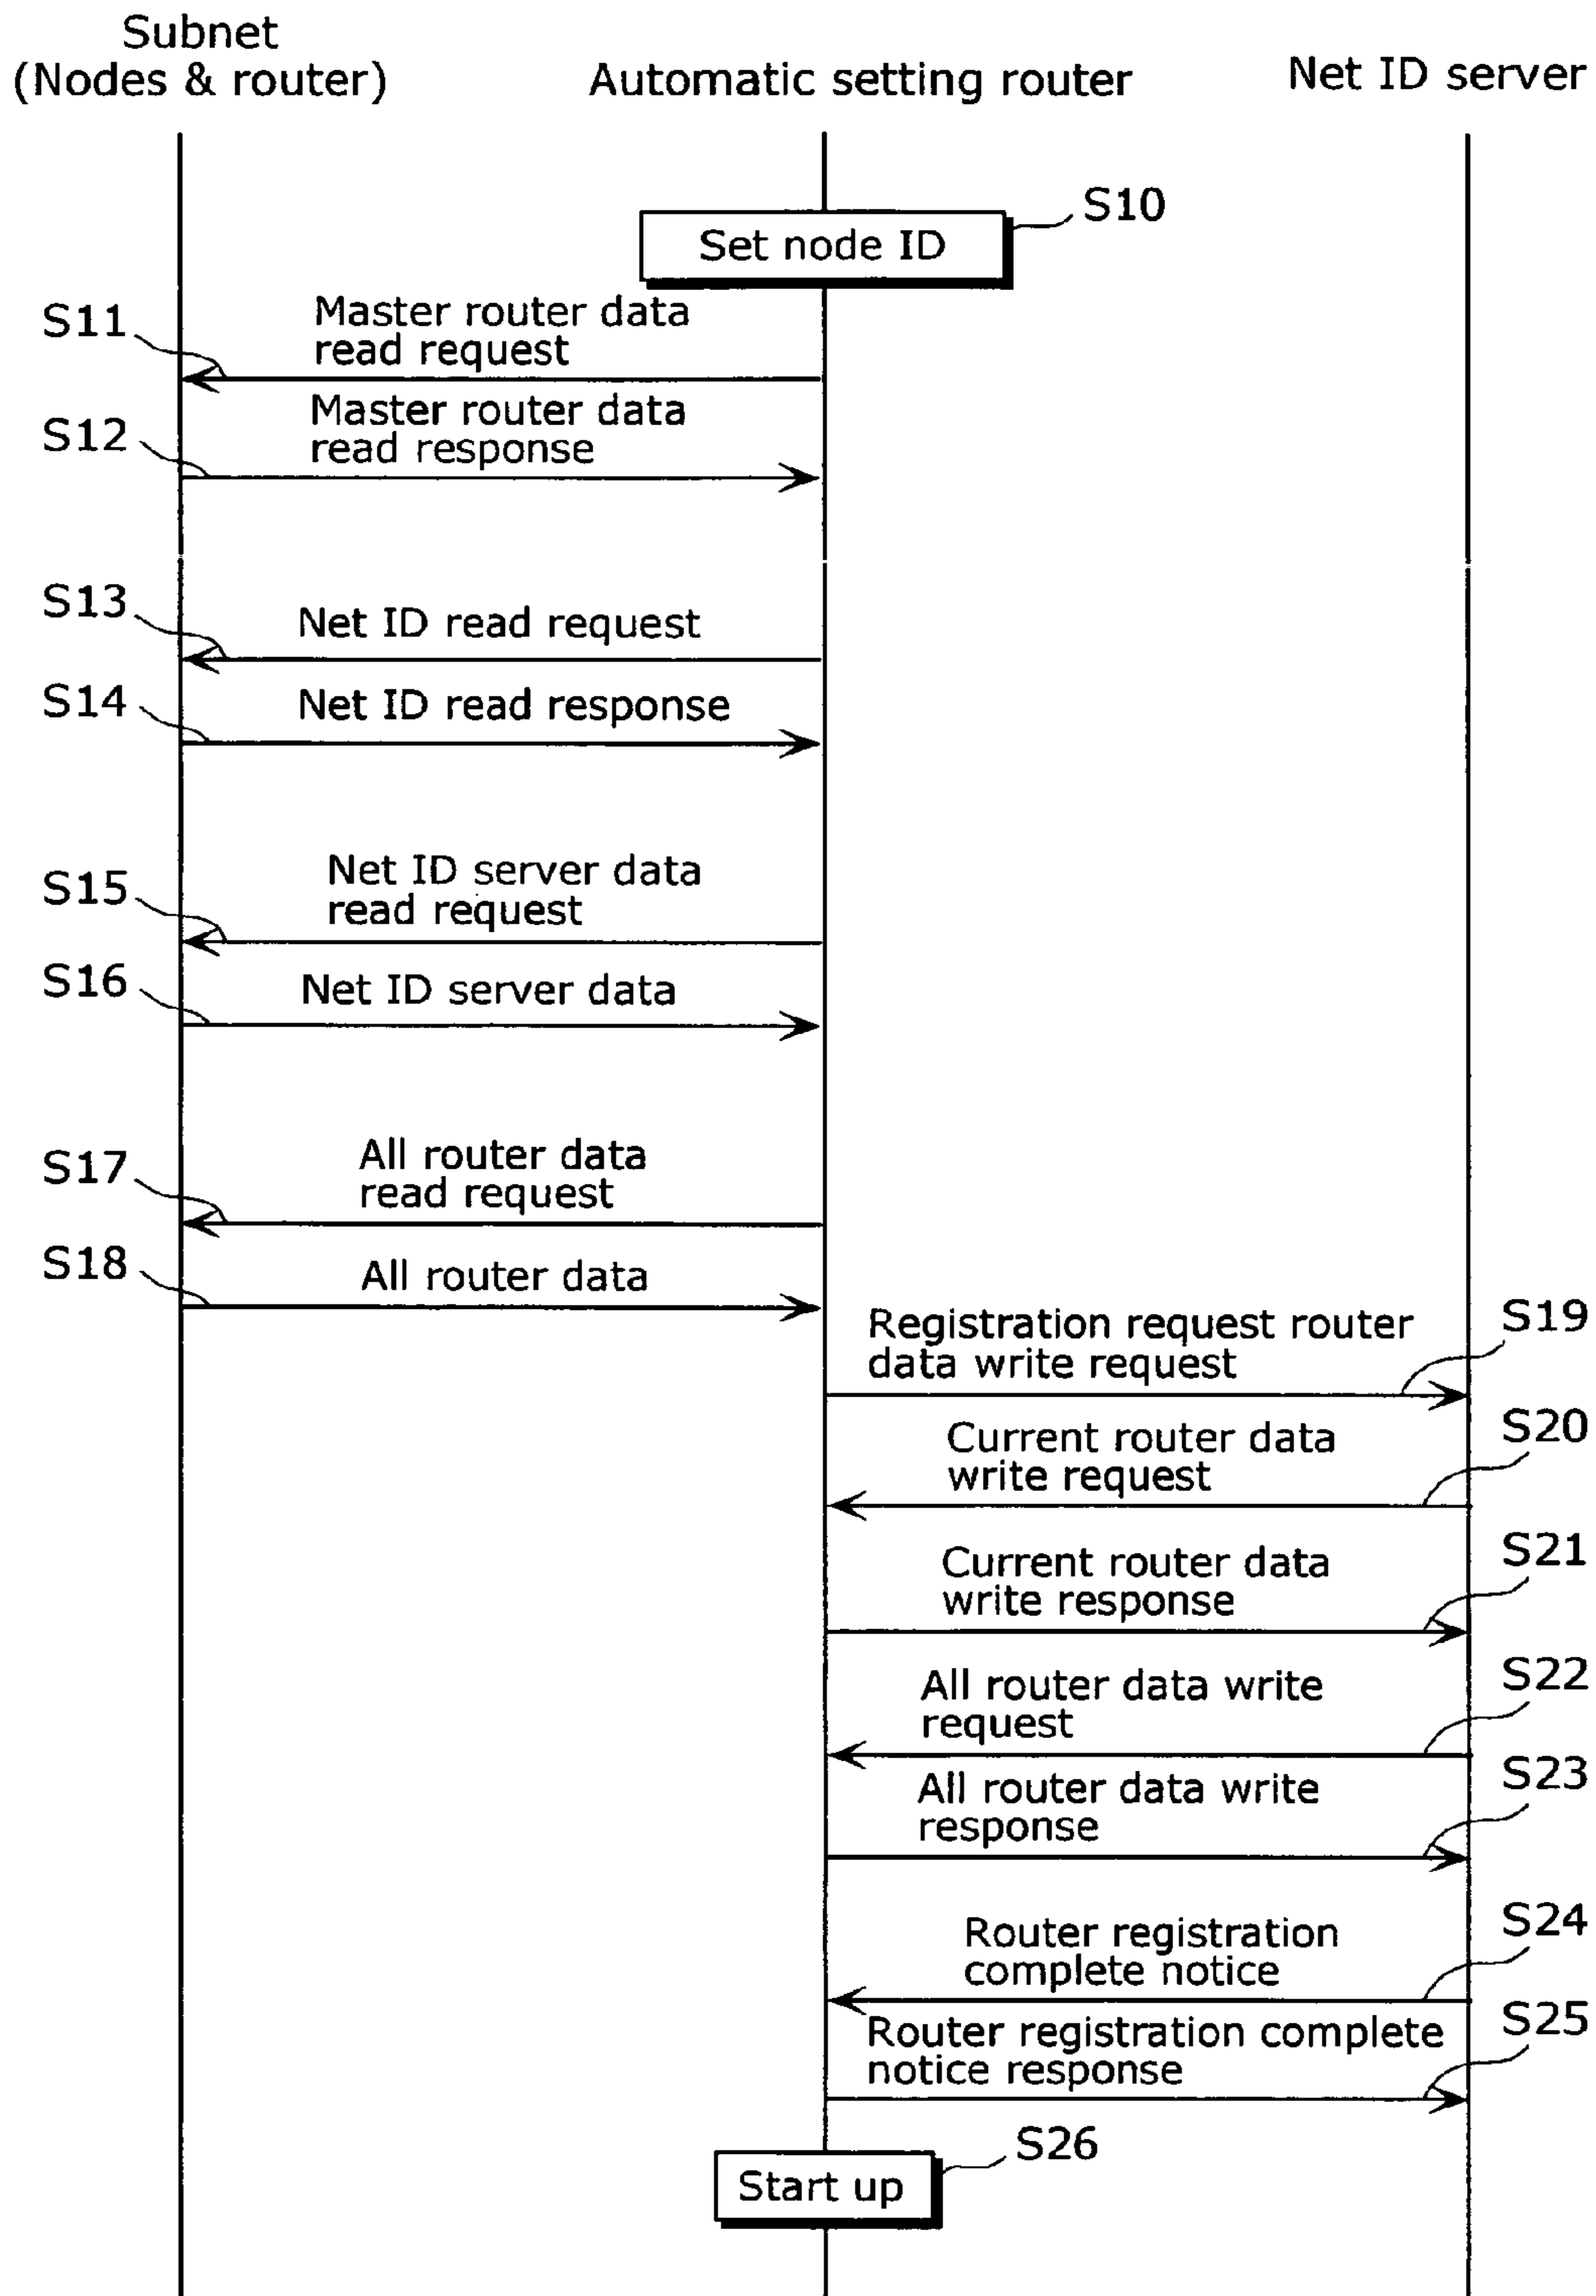 Subnet
(Nodes & router)
Automatic setting router
Net ID server
S10
Set node ID
S11
Master router data
read request
S12
Master router data
read response
S13
Net ID read request
S14
Net ID read response
S15
Net ID server data
read request
S16
Net ID server data
S17
All router data
read request
S18
All router data
S19
Registration request router
data write request
S20
Current router data
write request
S21
Current router data
write response
S22
All router data write
request
S23
All router data write
response
S24
Router registration
complete notice
S25
Router registration complete
notice response
S26
Start up